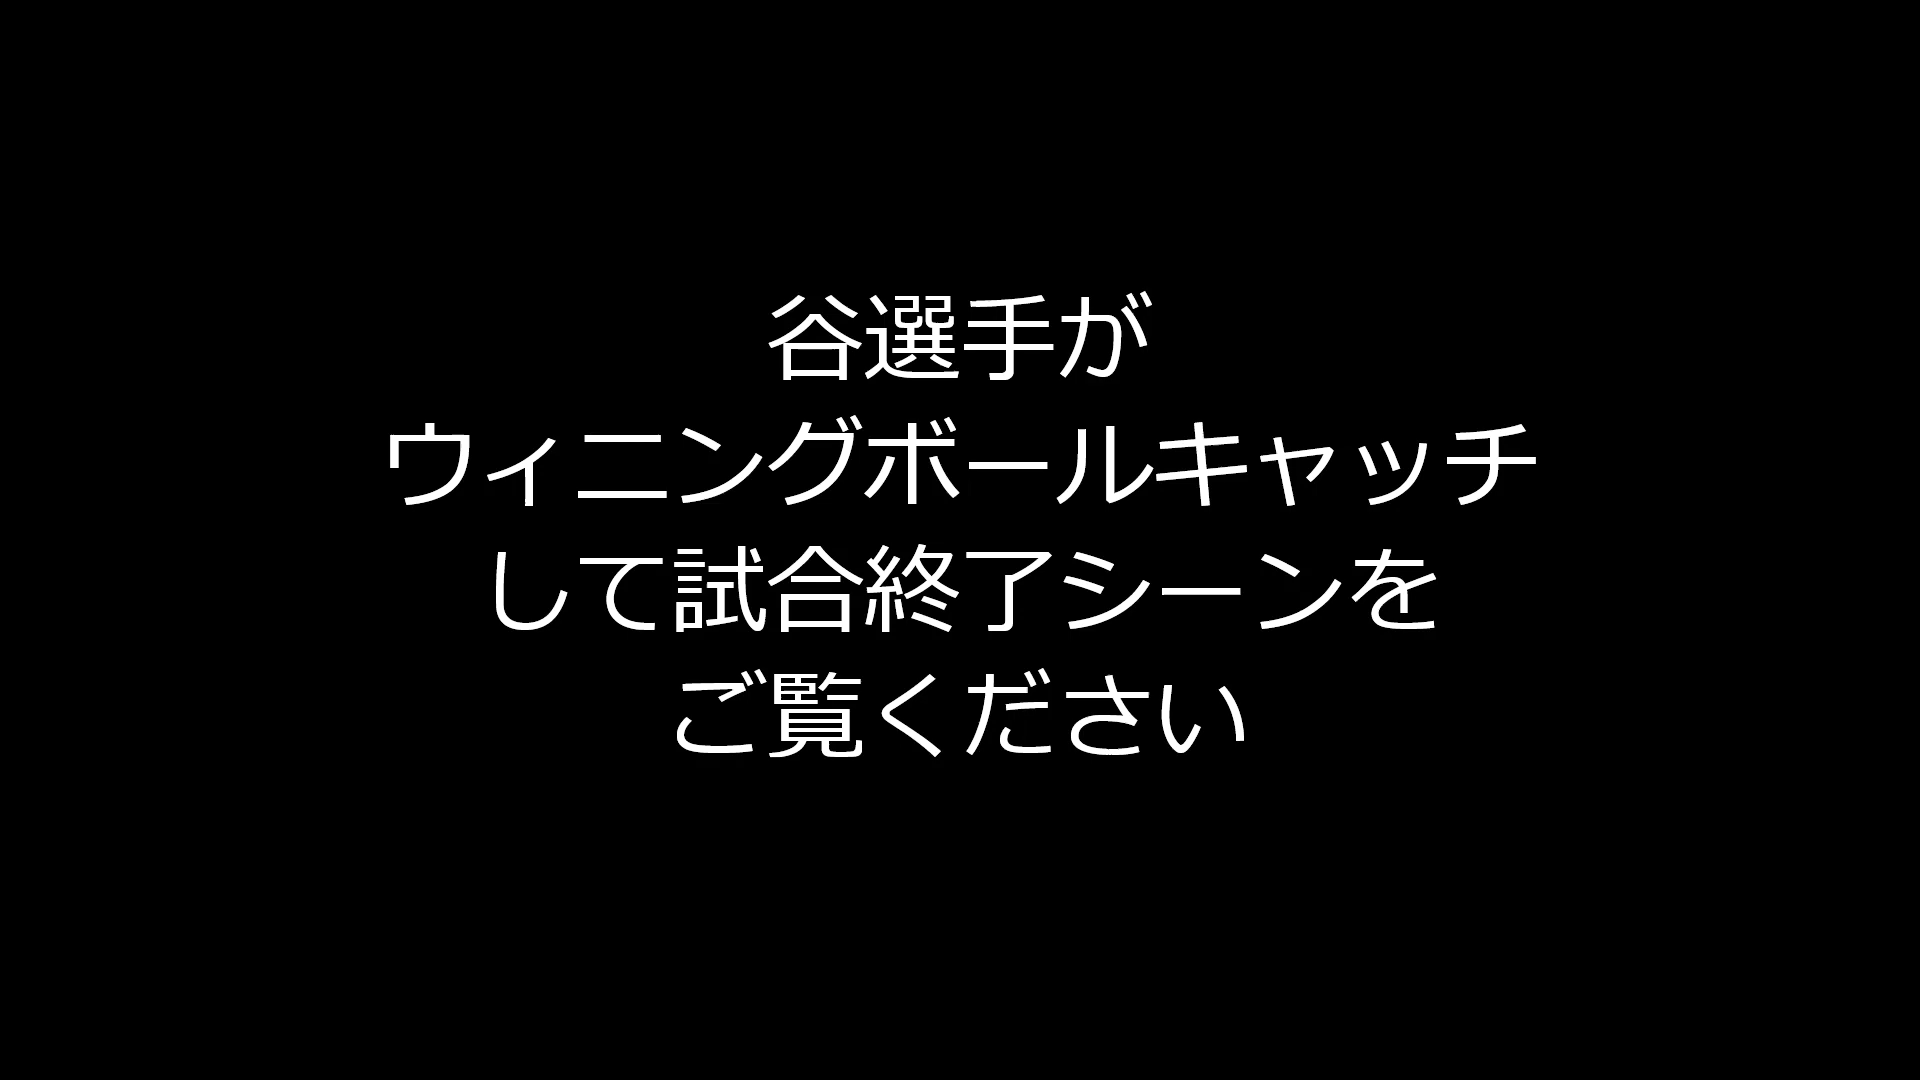 谷選手が
ウィニングボールキャッチ
して試合終了シーンを
ご覧ください